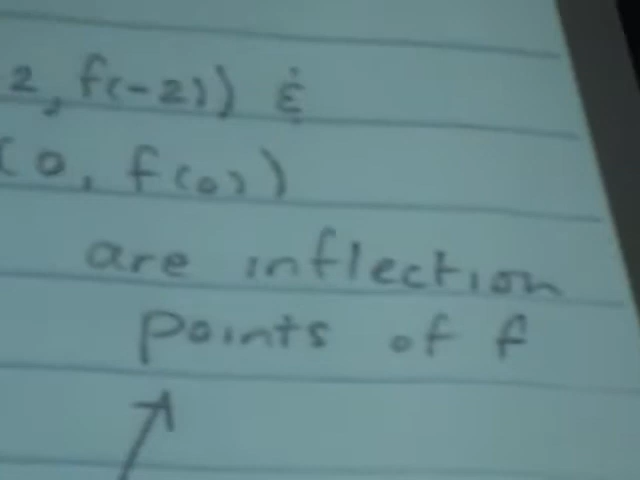 2, f(-2)) &
(0, f(0))
are inflection
points of f